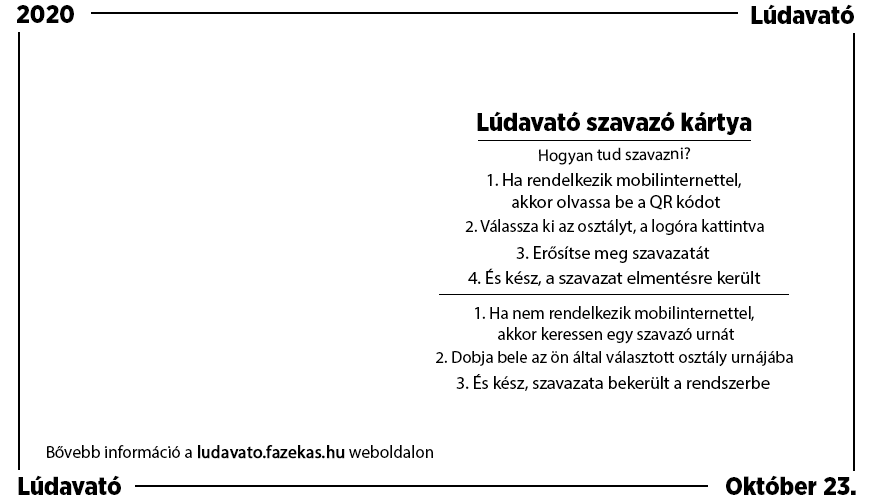 2020
Lúdavató
Lúdavató szavazó kártya
Hogyan tud szavazni?
1. Ha rendelkezik mobilinternettel,
akkor olvassa be a QR kódot
2. Válassza ki az osztályt, a logóra kattintva
3. Erősítse meg szavazatát
4. És kész, a szavazat elmentésre került
1. Ha nem rendelkezik mobilinternettel,
akkor keressen egy szavazó urnát
2. Dobja bele az ön által választott osztály urnájába
3. És kész, szavazata bekerült a rendszerbe
Bővebb információ a ludavato.fazekas.hu weboldalon
Lúdavató
Október 23.